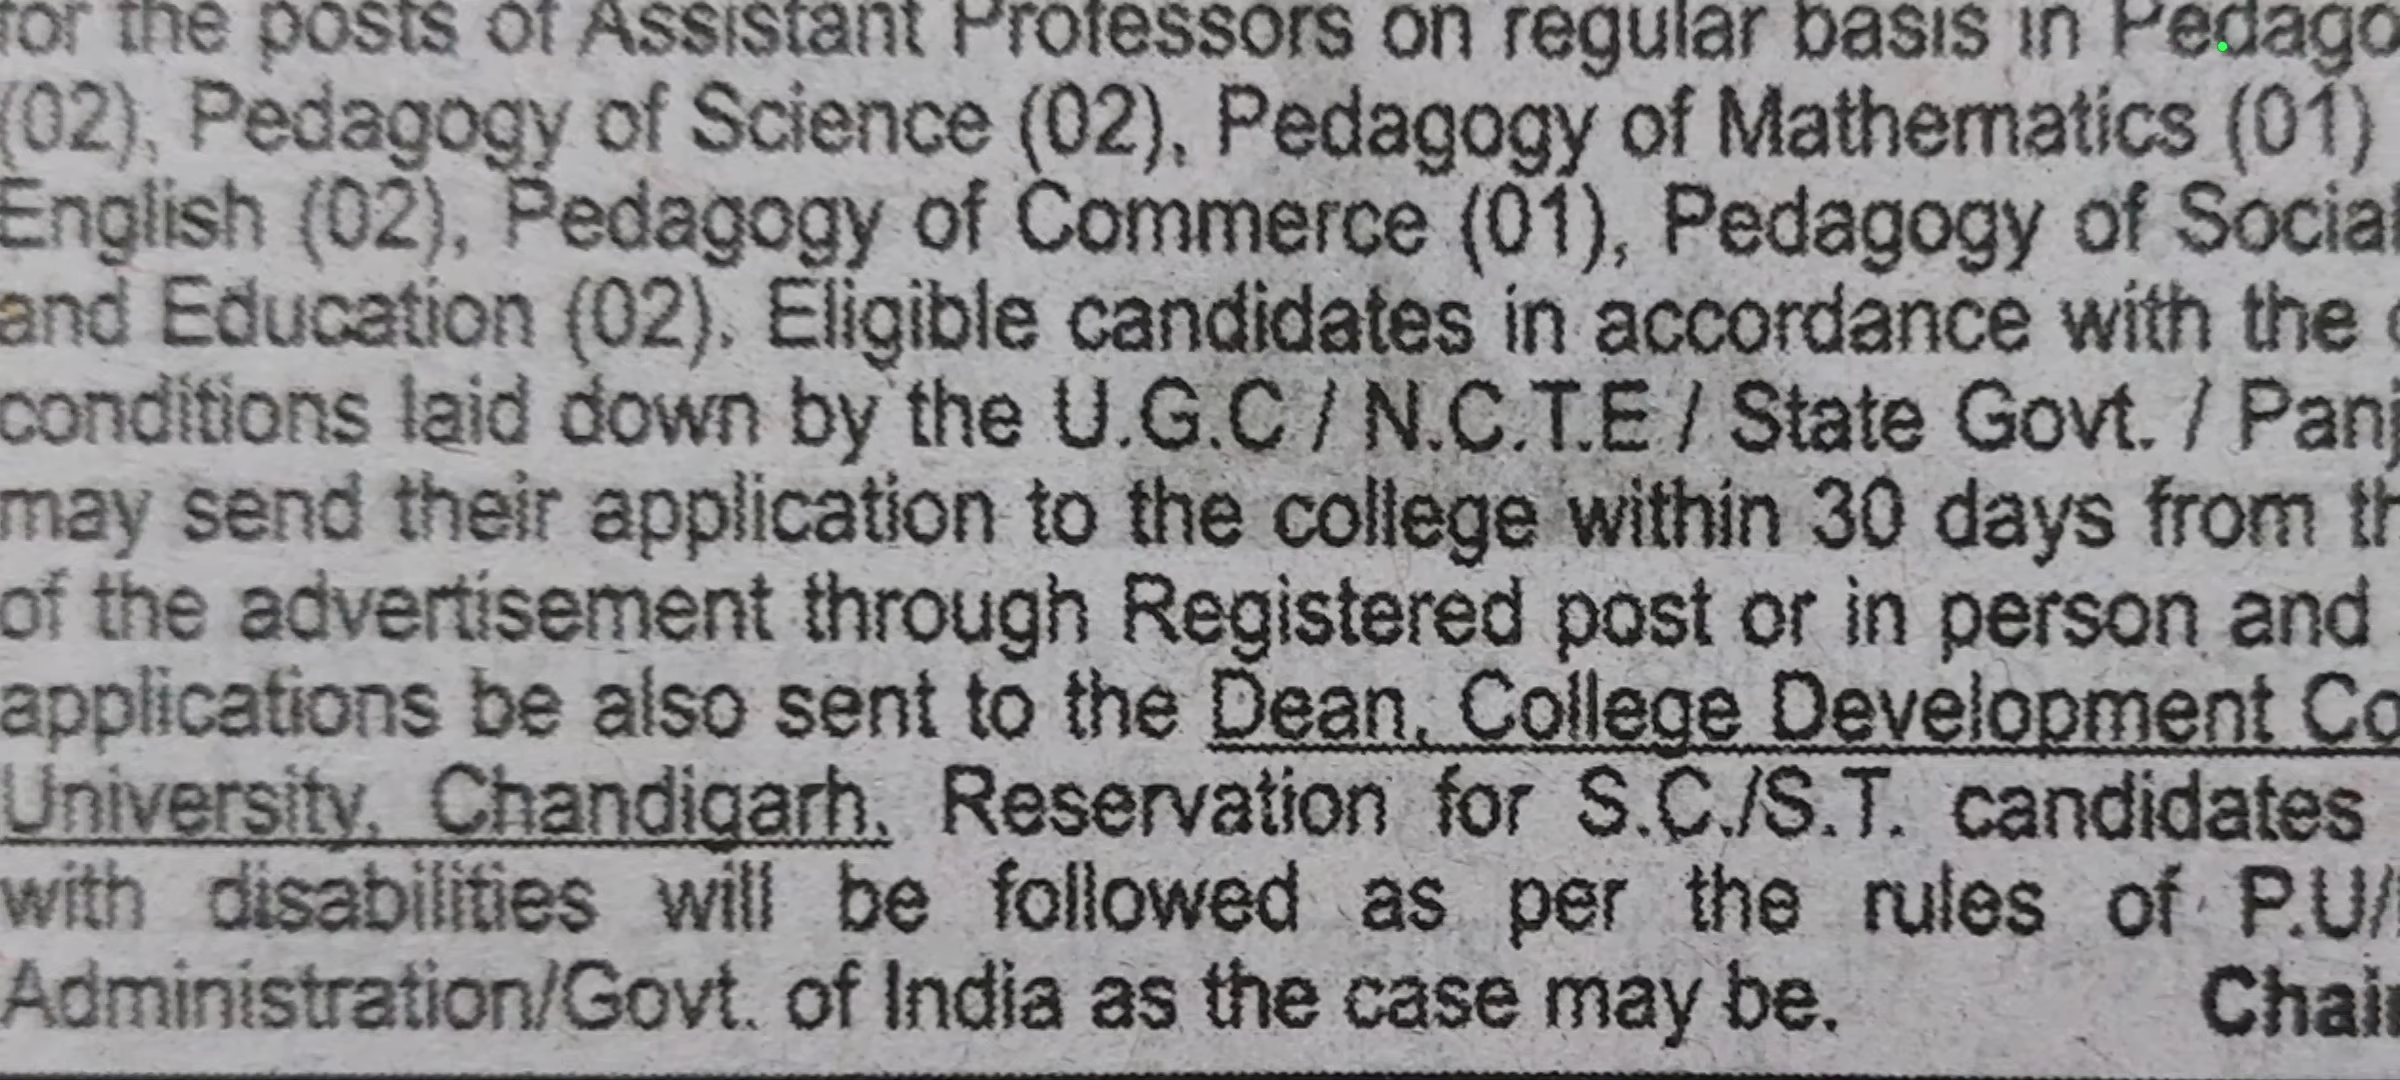 for the posts of Assistant Professors on regular basis in Pedago
(02), Pedagogy of Science (02), Pedagogy of Mathematics (01)
English (02), Pedagogy of Commerce (01), Pedagogy of Social
and Education (02). Eligible candidates in accordance with the
conditions laid down by the U.G.C / N.C.T.E / State Govt. / Panj
may send their application to the college within 30 days from th
of the advertisement through Registered post or in person and
applications be also sent to the Dean, College Development Co
University, Chandigarh. Reservation for S.C./S.T. candidates
with disabilities will be followed as per the rules of P.U/
Administration/Govt. of India as the case may be. Chair